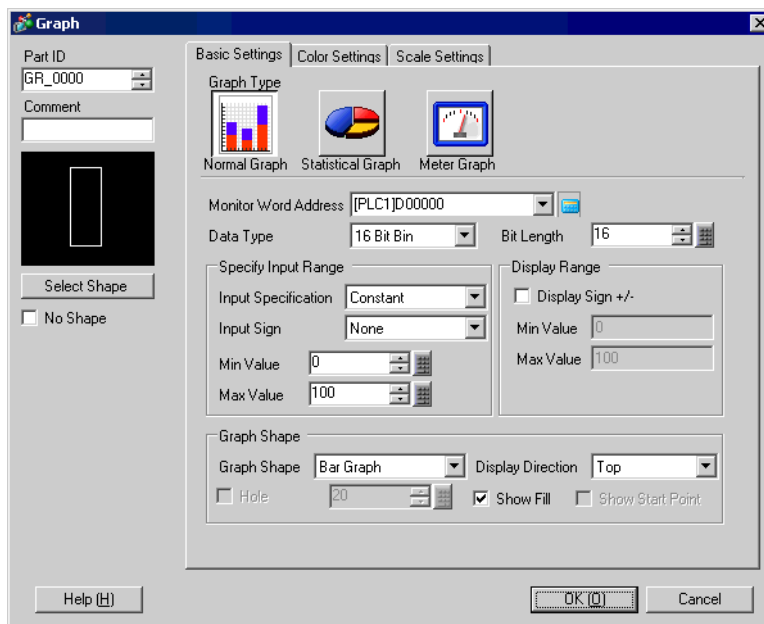 Graph
Part ID
GR_0000
Comment
Select Shape
No Shape
Basic Settings Color Settings Scale Settings
Graph Type
Normal Graph Statistical Graph Meter Graph
Monitor Word Address [PLC1]D00000
Data Type 16 Bit Bin Bit Length 16
Specify Input Range
Input Specification Constant
Input Sign None
Min Value 0
Max Value 100
Display Range
Display Sign +/-
Min Value 0
Max Value 100
Graph Shape
Graph Shape Bar Graph Display Direction Top
Hole 20 Show Fill Show Start Point
Help (H) OK (O) Cancel